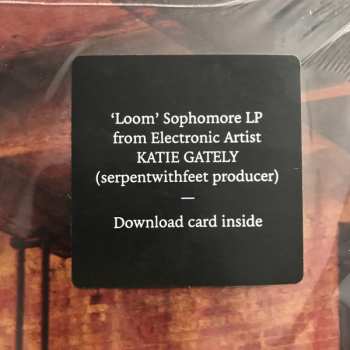 ‘Loom’ Sophomore LP
from Electronic Artist
KATIE GATELY
(serpentwithfeet producer)
—
Download card inside